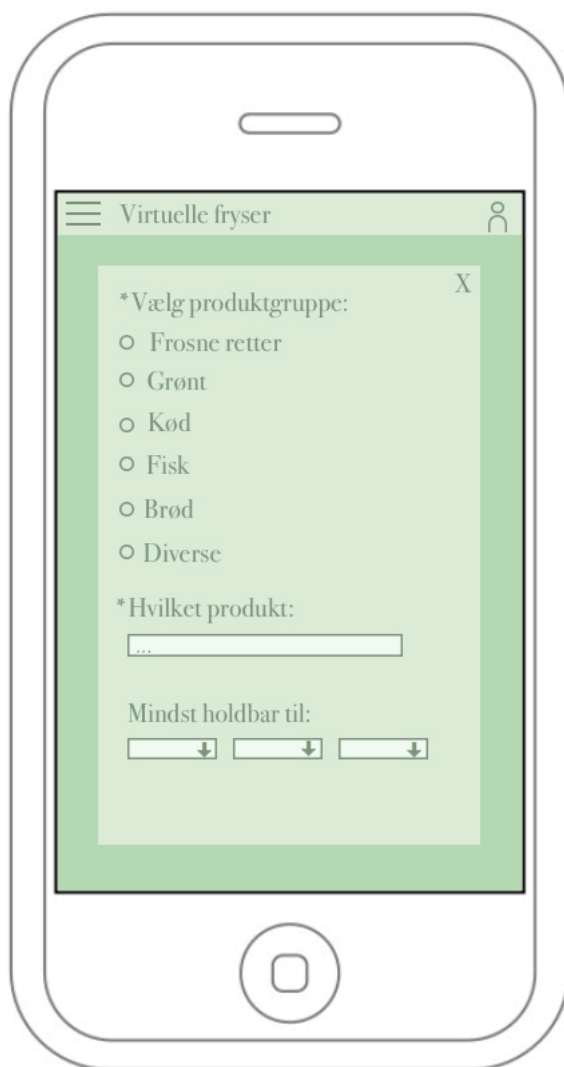 Virtuelle fryser
X
*Vælg produktgruppe:
Frosne retter
Grønt
Kød
Fisk
Brød
Diverse
*Hvilket produkt:
...
Mindst holdbar til: